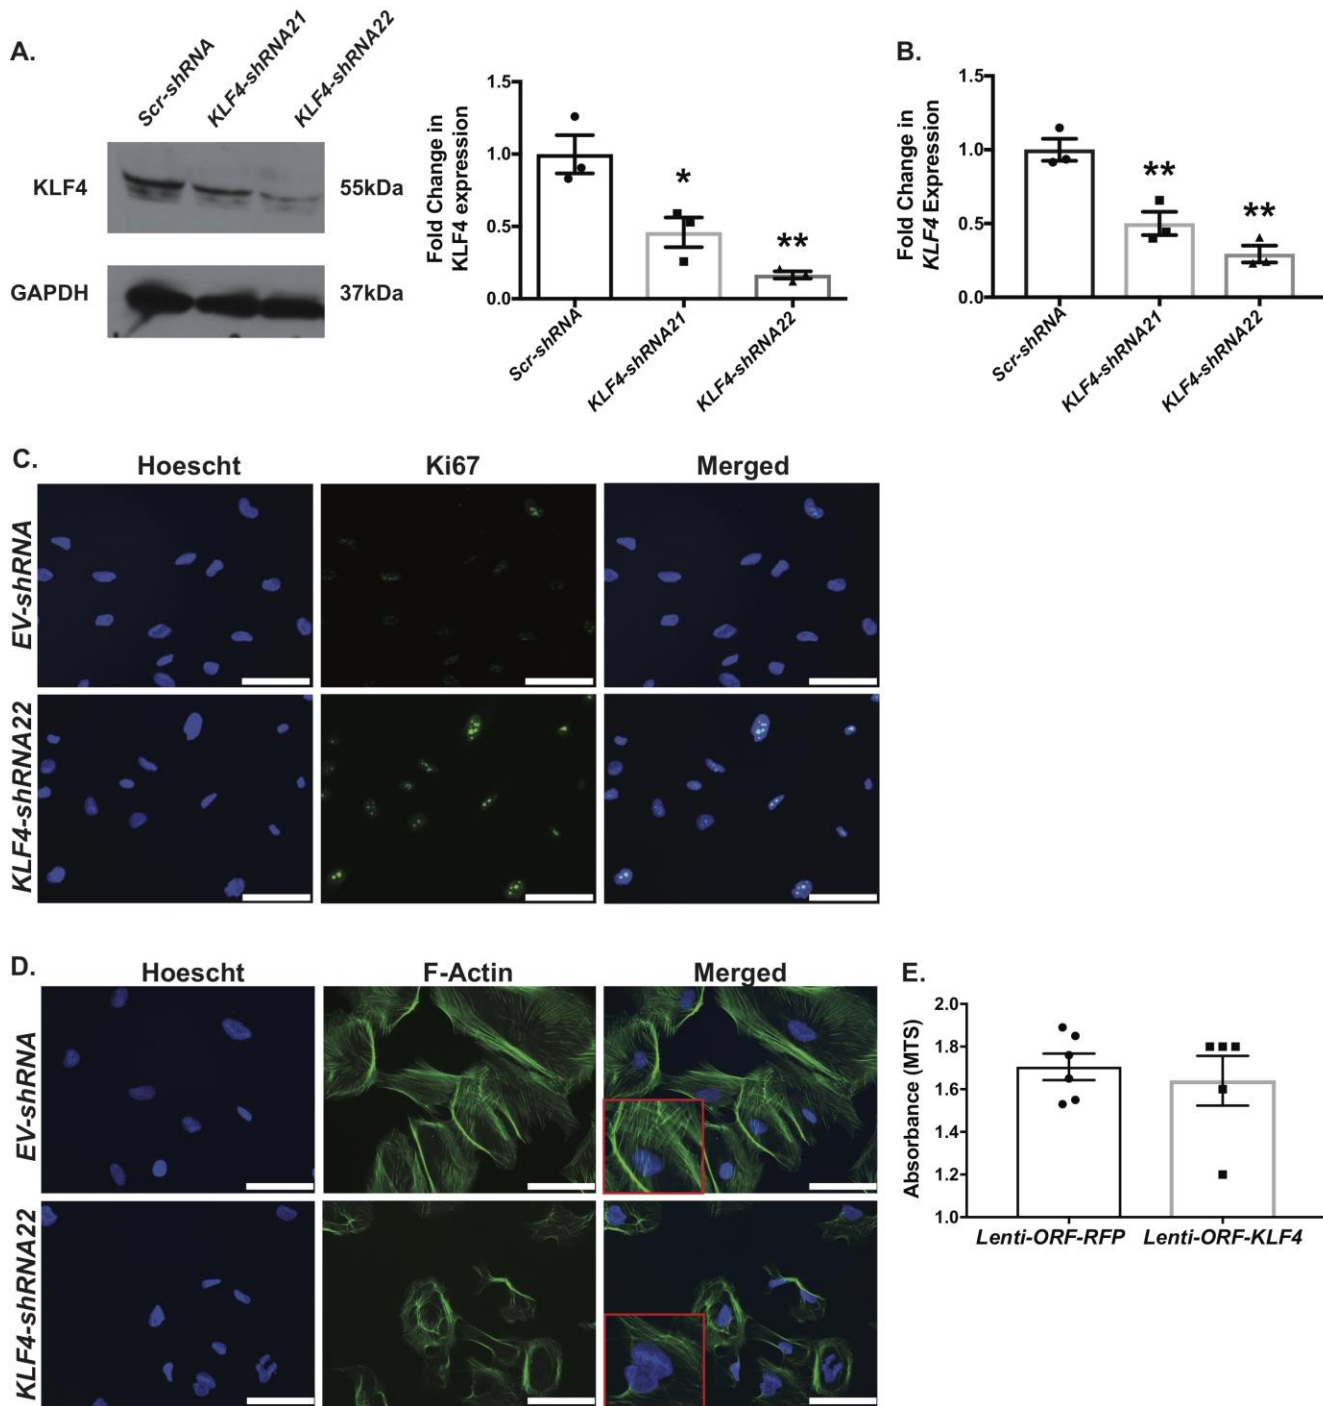 A.
Scr-shRNA
KLF4-shRNA21
KLF4-shRNA22
KLF4
55kDa
GAPDH
37kDa
Fold Change in
KLF4 expression
1.5
1.0
0.5
0.0
*
**
Scr-shRNA
KLF4-shRNA21
KLF4-shRNA22
B.
Fold Change in
KLF4 Expression
1.5
1.0
0.5
0.0
**
**
Scr-shRNA
KLF4-shRNA21
KLF4-shRNA22
C.
Hoescht
Ki67
Merged
EV-shRNA
KLF4-shRNA22
D.
Hoescht
F-Actin
Merged
EV-shRNA
KLF4-shRNA22
E.
Absorbance (MTS)
2.0
1.8
1.6
1.4
1.2
1.0
Lenti-ORF-RFP
Lenti-ORF-KLF4